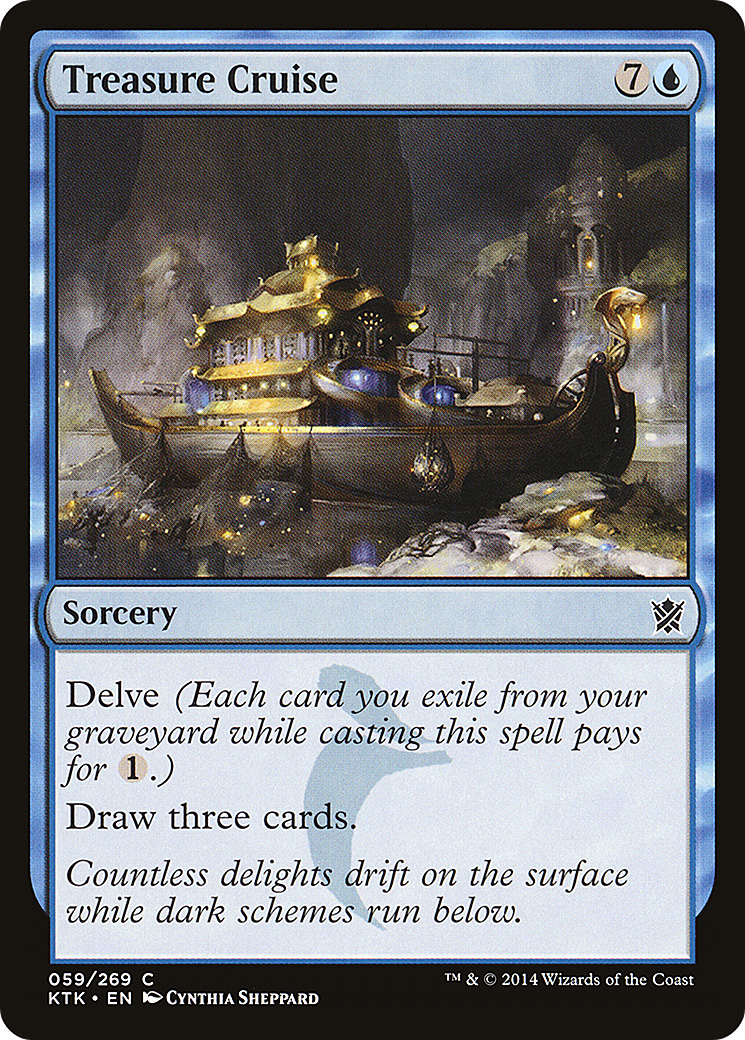 Treasure Cruise 7
Sorcery
Delve (Each card you exile from your
graveyard while casting this spell pays
for 1.)
Draw three cards.
Countless delights drift on the surface
while dark schemes run below.
059/269 C
KTK • EN Cynthia Sheppard
™ & © 2014 Wizards of the Coast